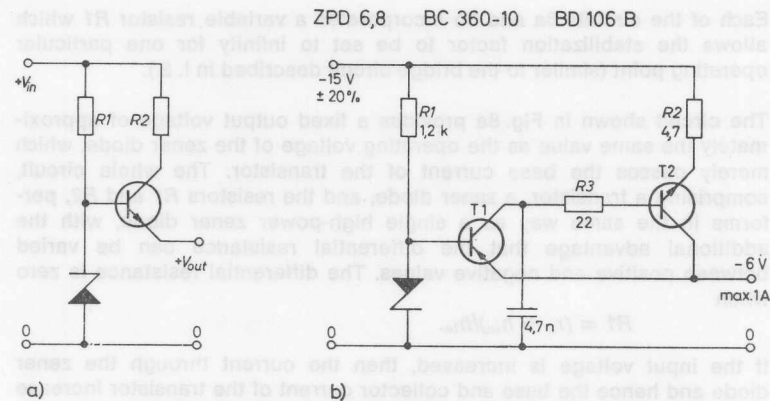 Each of the
a variable resistor R1 which
allows the stabilization factor to be set to infinity for one particular
operating point (similar to the bridge circuit described in I. 2).
ZPD 6,8 BC 360-10 BD 106 B
+Vin
R1
R2
+Vout
0
0
a)
−15 V
± 20%
R1
1,2 k
R2
4,7
T2
T1
R3
22
−6 V
max. 1A
4,7n
0
0
b)
The circuit shown in Fig. 8a provides a fixed output voltage of approxi-
mately the same value as the operating voltage of the zener diode, which
merely passes the base current of the transistor. The whole circuit,
comprising a transistor, a zener diode, and the resistors R1 and R2, per-
forms in the same way as a single high-power zener diode, with the
additional advantage that the differential resistance can be varied
between positive and negative values. The differential resistance is zero
when
R1 =
If the input voltage is increased, then the current through the zener
diode and hence the base and collector current of the transistor increase